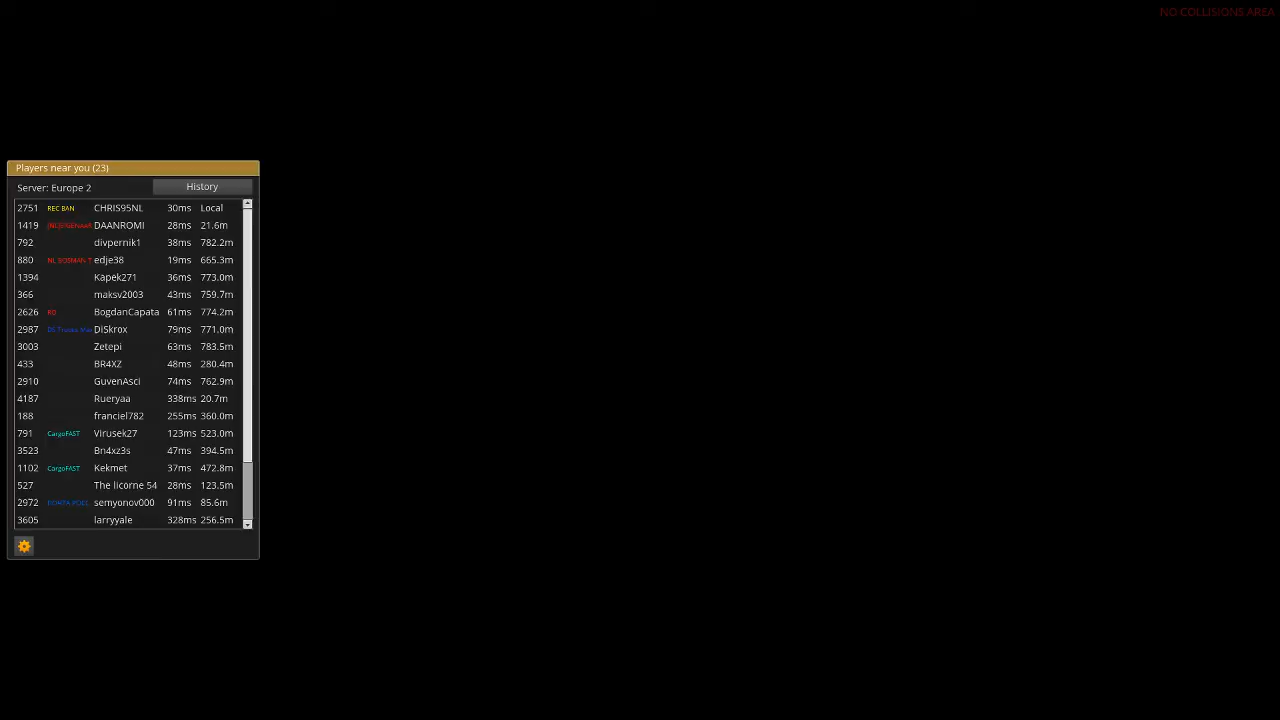 NO COLLISIONS AREA
Players near you (23)
Server: Europe 2 History
2751 REC BAN CHRIS95NL 30ms Local
1419 DAANROMI 28ms 21.6m
792 divpernik1 38ms 782.2m
880 edje38 19ms 665.3m
1394 Kapek271 36ms 773.0m
366 maksv2003 43ms 759.7m
2626 RO BogdanCapata 61ms 774.2m
2987 DiSkrox 79ms 771.0m
3003 Zetepi 63ms 783.5m
433 BR4XZ 48ms 280.4m
2910 GuvenAsci 74ms 762.9m
4187 Rueryaa 338ms 20.7m
188 franciel782 255ms 360.0m
791 CargoFAST Virusek27 123ms 523.0m
3523 Bn4xz3s 47ms 394.5m
1102 CargoFAST Kekmet 37ms 472.8m
527 The licorne 54 28ms 123.5m
2972 semyonov000 91ms 85.6m
3605 larryyale 328ms 256.5m